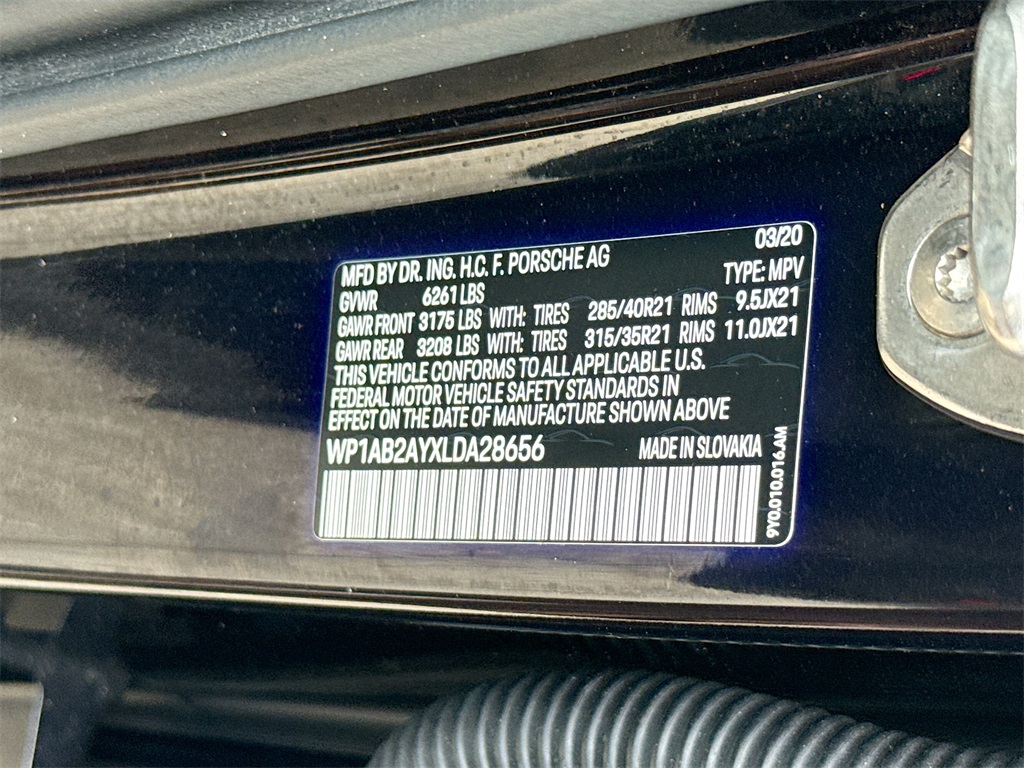 MFD BY DR. ING. H.C. F. PORSCHE AG 03/20
GVWR 6261 LBS TYPE: MPV
GAWR FRONT 3175 LBS WITH: TIRES 285/40R21 RIMS 9.5JX21
GAWR REAR 3208 LBS WITH: TIRES 315/35R21 RIMS 11.0JX21
THIS VEHICLE CONFORMS TO ALL APPLICABLE U.S.
FEDERAL MOTOR VEHICLE SAFETY STANDARDS IN
EFFECT ON THE DATE OF MANUFACTURE SHOWN ABOVE
WP1AB2AYXLDA28656 MADE IN SLOVAKIA
9Y0.010.016.AM